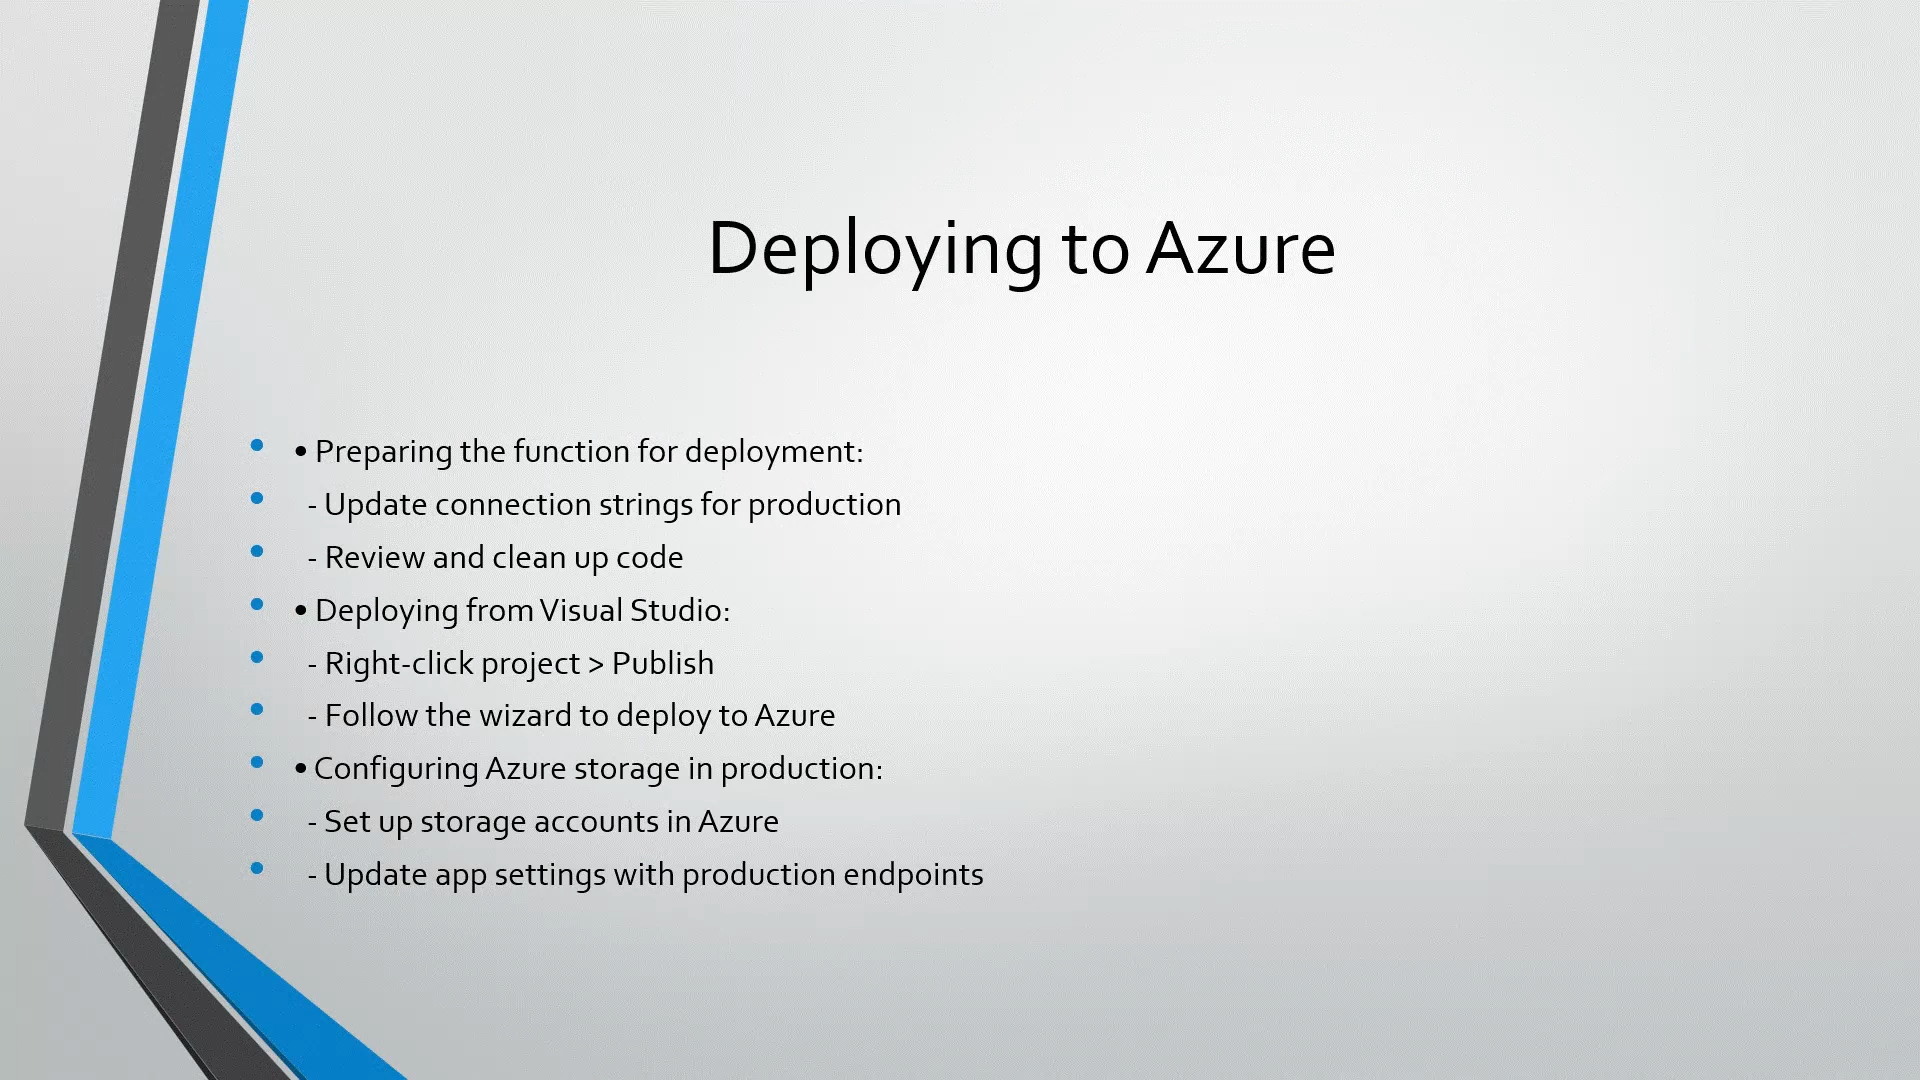 Deploying to Azure
• • Preparing the function for deployment:
• - Update connection strings for production
• - Review and clean up code
• • Deploying from Visual Studio:
• - Right-click project > Publish
• - Follow the wizard to deploy to Azure
• • Configuring Azure storage in production:
• - Set up storage accounts in Azure
• - Update app settings with production endpoints